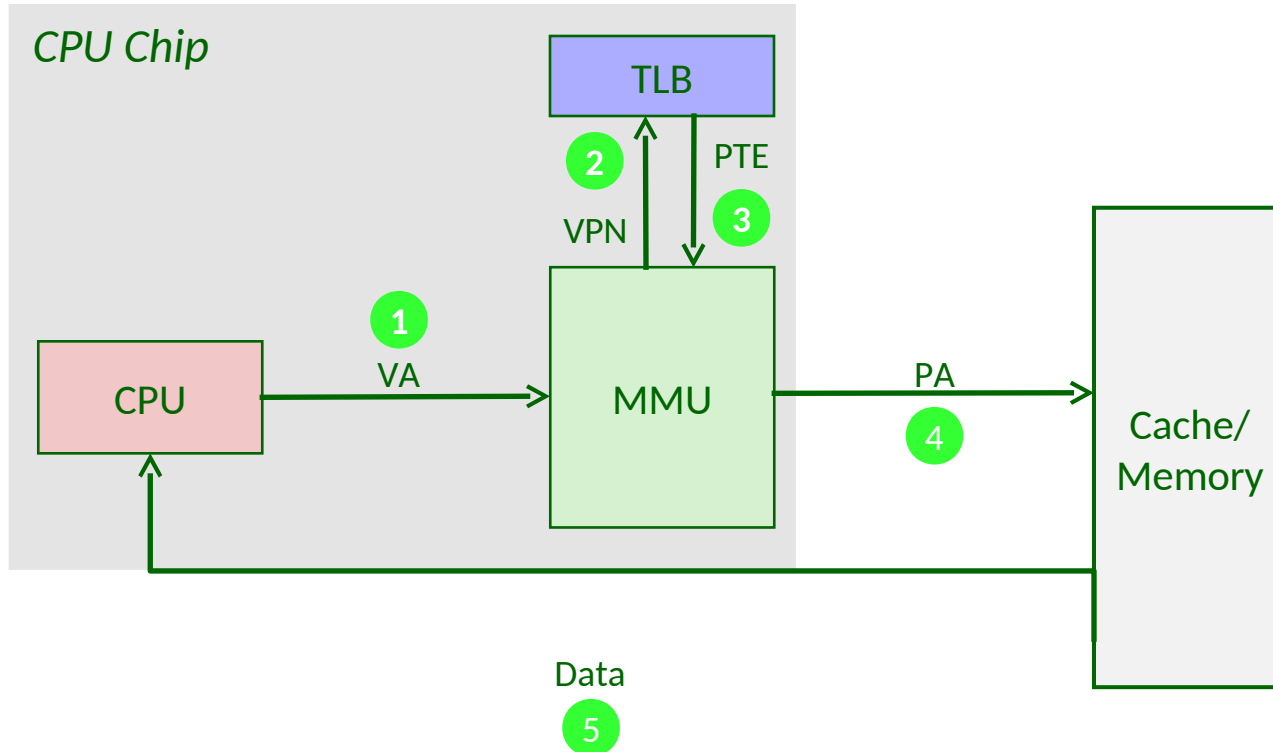 CPU Chip
TLB
2
PTE
3
VPN
1
VA
CPU
MMU
PA
4
Cache/
Memory
Data
5